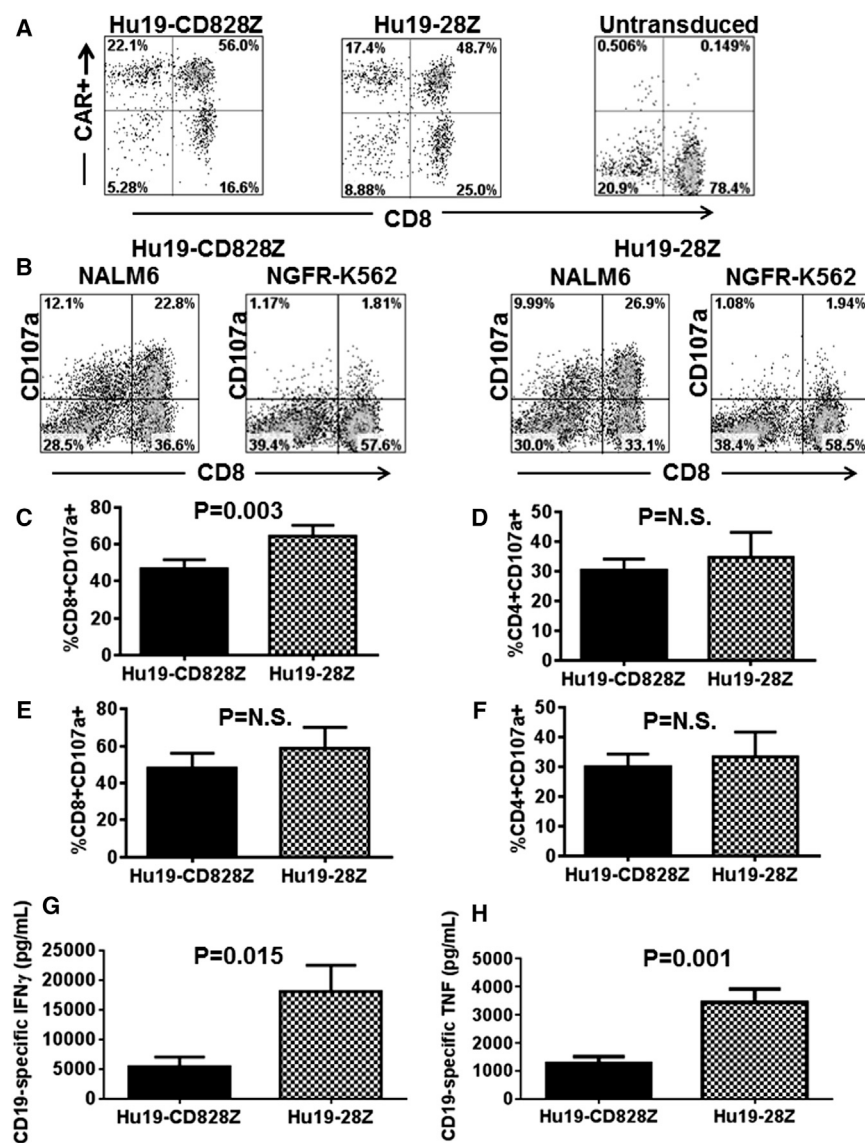 A
Hu19-CD828Z Hu19-28Z Untransduced
22.1% 56.0% 17.4% 48.7% 0.506% 0.149%
CAR+
5.28% 16.6% 8.88% 25.0% 20.9% 78.4%
CD8
Hu19-CD828Z Hu19-28Z
B
NALM6 NGFR-K562 NALM6 NGFR-K562
12.1% 22.8% 1.17% 1.81% 9.99% 26.9% 1.08% 1.94%
CD107a CD107a CD107a CD107a
28.5% 36.6% 39.4% 57.6% 30.0% 33.1% 38.4% 58.5%
CD8 CD8
C
P=0.003
%CD8+CD107a+
80
60
40
20
0
Hu19-CD828Z Hu19-28Z
D
P=N.S.
%CD4+CD107a+
50
40
30
20
10
0
Hu19-CD828Z Hu19-28Z
E
P=N.S.
%CD8+CD107a+
80
60
40
20
0
Hu19-CD828Z Hu19-28Z
F
P=N.S.
%CD4+CD107a+
50
40
30
20
10
0
Hu19-CD828Z Hu19-28Z
G
P=0.015
CD19-specific IFNγ (pg/mL)
25000
20000
15000
10000
5000
0
Hu19-CD828Z Hu19-28Z
H
P=0.001
CD19-specific TNF (pg/mL)
5000
4000
3000
2000
1000
0
Hu19-CD828Z Hu19-28Z